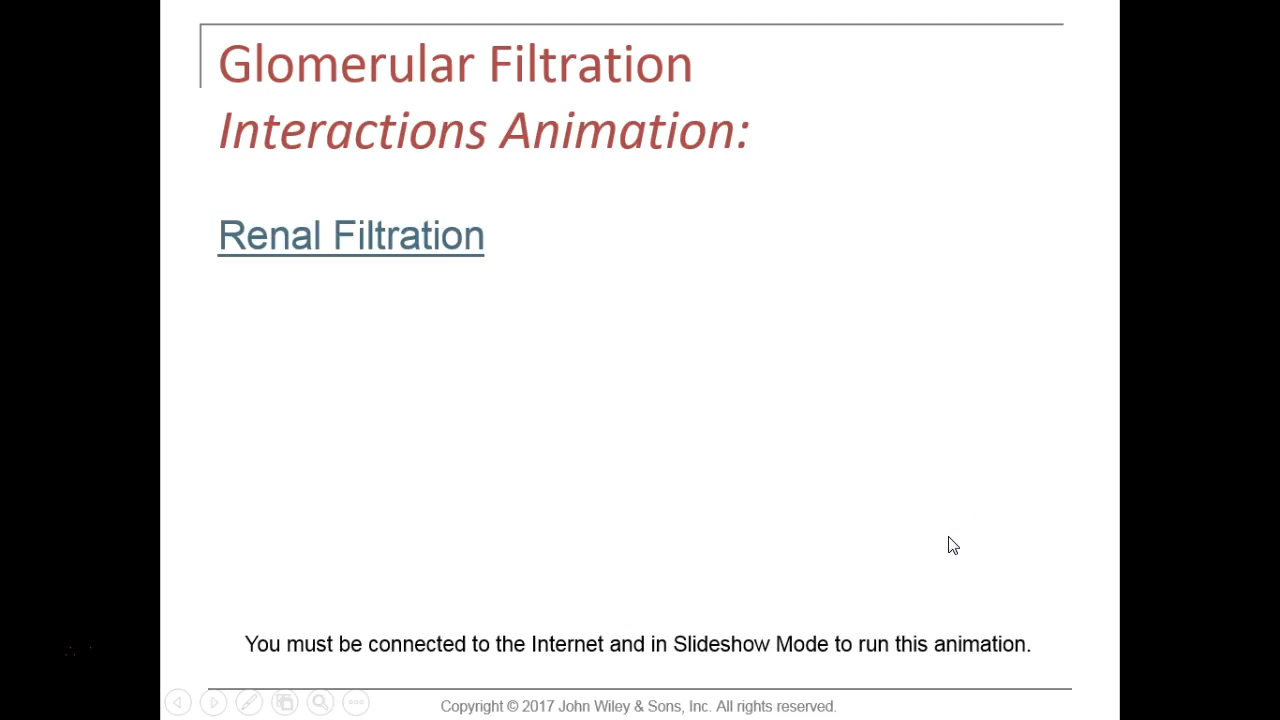 Glomerular Filtration
Interactions Animation:
Renal Filtration
You must be connected to the Internet and in Slideshow Mode to run this animation.
Copyright © 2017 John Wiley & Sons, Inc. All rights reserved.